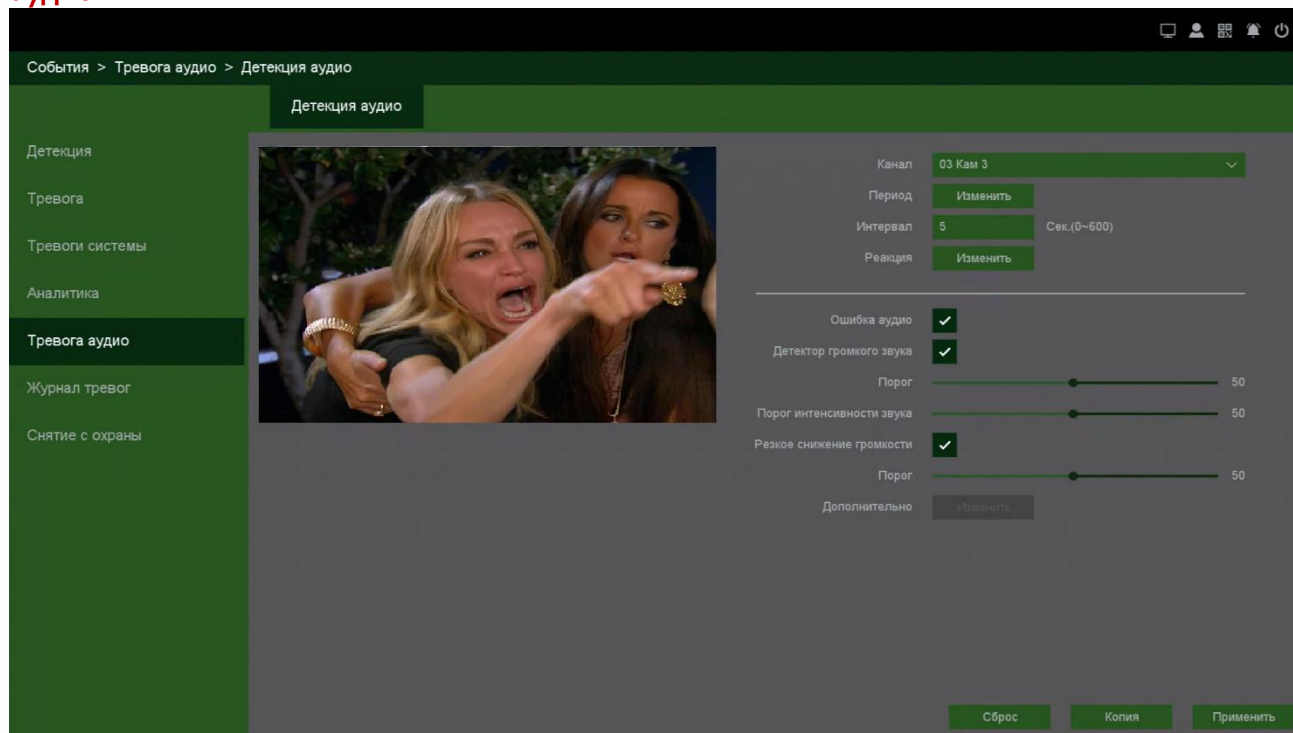 События > Тревога аудио > Детекция аудио
Детекция аудио
Детекция
Тревога
Тревоги системы
Аналитика
Тревога аудио
Журнал тревог
Снятие с охраны
Канал 03 Кам 3
Период Изменить
Интервал 5 Сек.(0~600)
Реакция Изменить
Ошибка аудио
Детектор громкого звука
Порог 50
Порог интенсивности звука 50
Резкое снижение громкости
Порог 50
Дополнительно Изменить
Сброс Копия Применить